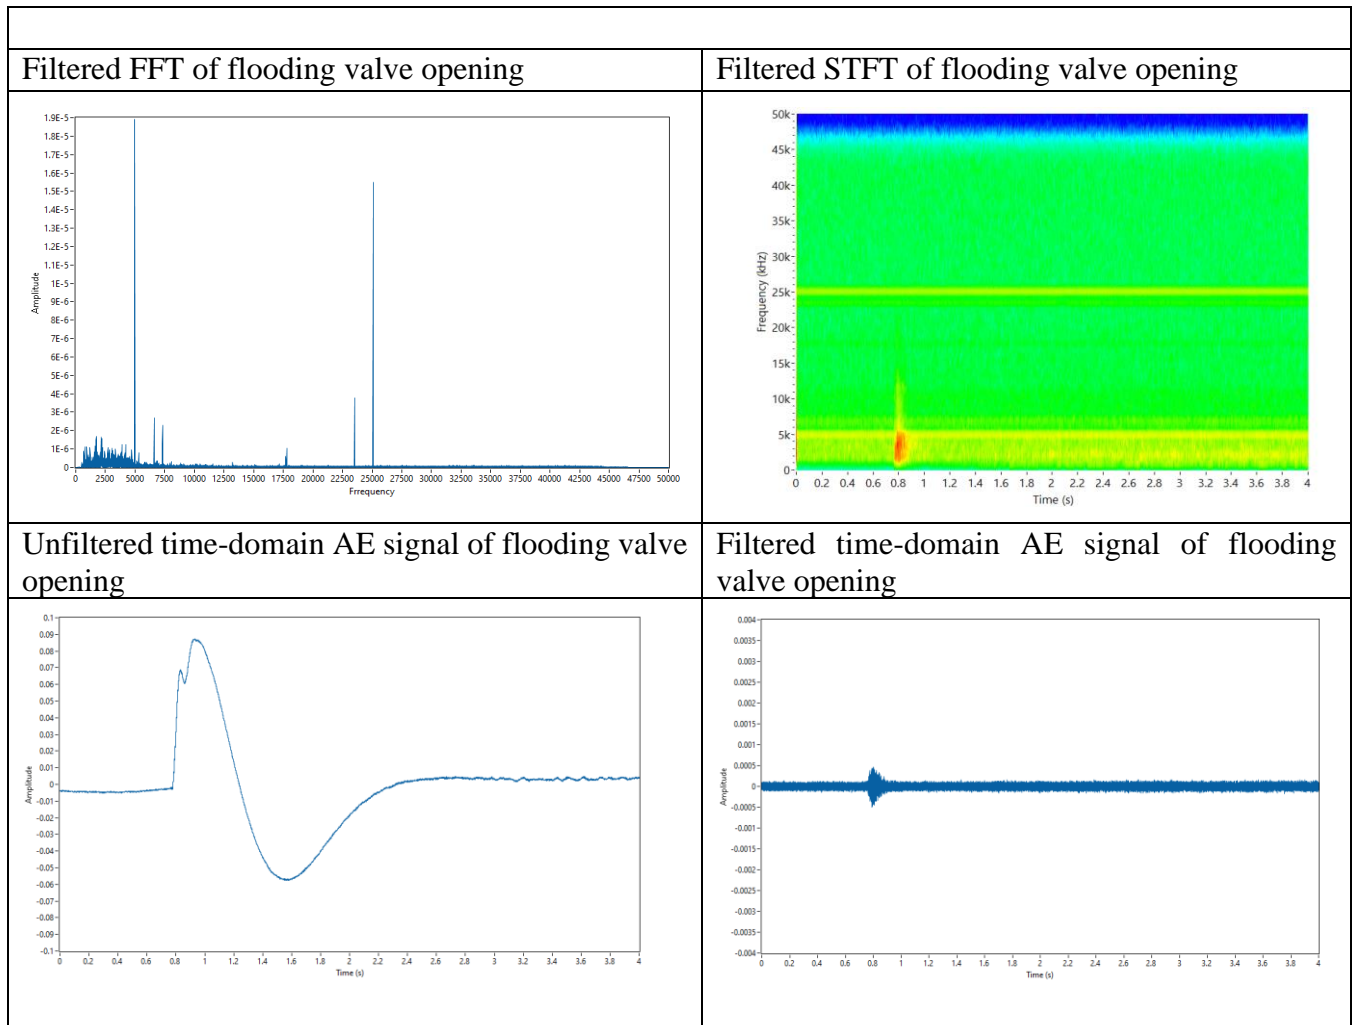 Filtered FFT of flooding valve opening
Filtered STFT of flooding valve opening
1.9E-5
1.8E-5
1.7E-5
1.6E-5
1.5E-5
1.4E-5
1.3E-5
1.2E-5
1.1E-5
1E-5
9E-6
8E-6
7E-6
6E-6
5E-6
4E-6
3E-6
2E-6
1E-6
0
Amplitude
0 2500 5000 7500 10000 12500 15000 17500 20000 22500 25000 27500 30000 32500 35000 37500 40000 42500 45000 47500 50000
Frrequency
50k
45k
40k
35k
30k
25k
20k
15k
10k
5k
0
Frequency (kHz)
0 0.2 0.4 0.6 0.8 1 1.2 1.4 1.6 1.8 2 2.2 2.4 2.6 2.8 3 3.2 3.4 3.6 3.8 4
Time (s)
Unfiltered time-domain AE signal of flooding valve
opening
Filtered time-domain AE signal of flooding
valve opening
0.1
0.09
0.08
0.07
0.06
0.05
0.04
0.03
0.02
0.01
0
-0.01
-0.02
-0.03
-0.04
-0.05
-0.06
-0.07
-0.08
-0.09
-0.1
Amplitude
0 0.2 0.4 0.6 0.8 1 1.2 1.4 1.6 1.8 2 2.2 2.4 2.6 2.8 3 3.2 3.4 3.6 3.8 4
Time (s)
0.004
0.0035
0.003
0.0025
0.002
0.0015
0.001
0.0005
0
-0.0005
-0.001
-0.0015
-0.002
-0.0025
-0.003
-0.0035
-0.004
Amplitude
0 0.2 0.4 0.6 0.8 1 1.2 1.4 1.6 1.8 2 2.2 2.4 2.6 2.8 3 3.2 3.4 3.6 3.8 4
Time (s)